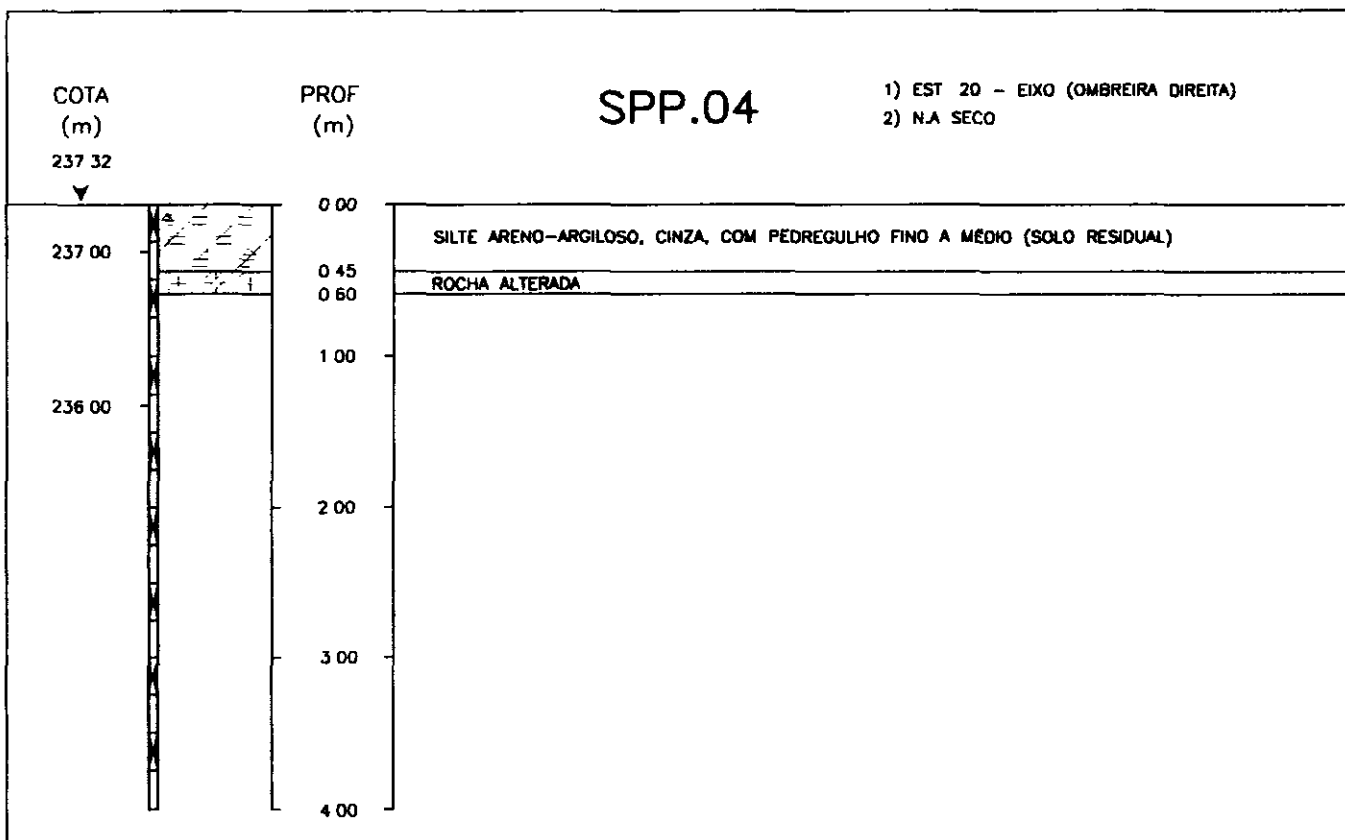 COTA
(m)
237 32
PROF
(m)
SPP.04
1) EST 20 - EIXO (OMBREIRA DIREITA)
2) N.A SECO
0 00
SILTE ARENO-ARGILOSO, CINZA, COM PEDREGULHO FINO A MÉDIO (SOLO RESIDUAL)
237 00
0 45
ROCHA ALTERADA
0 60
1 00
236 00
2 00
3 00
4 00